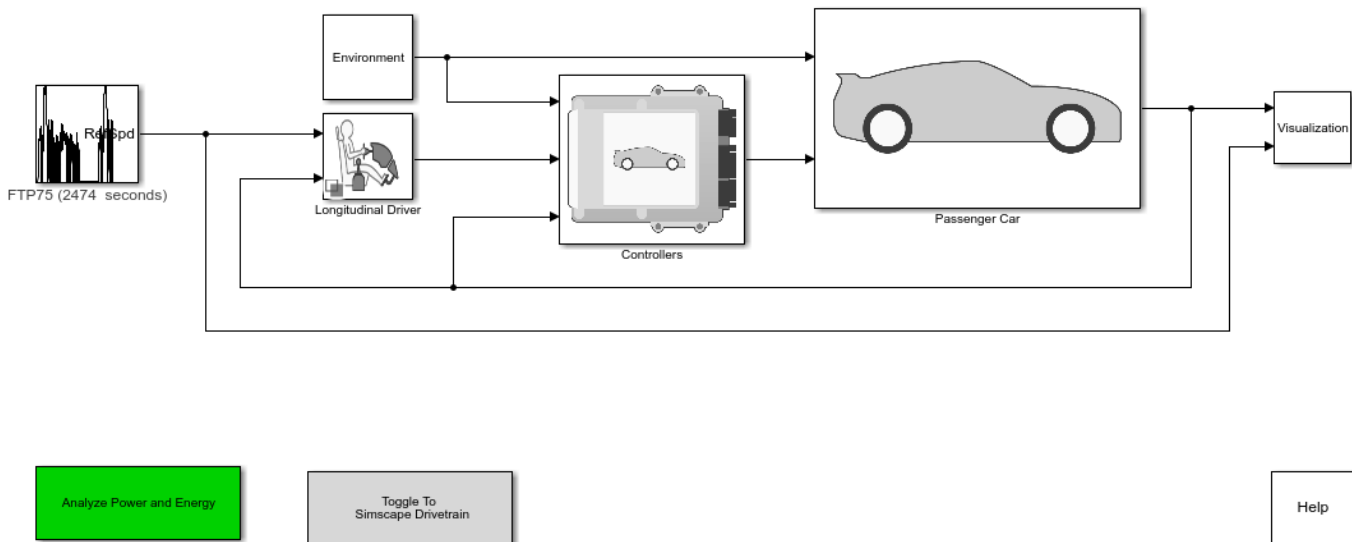 Environment
RefSpd
FTP75 (2474 seconds)
Longitudinal Driver
Controllers
Passenger Car
Visualization
Analyze Power and Energy
Toggle To
Simscape Drivetrain
Help